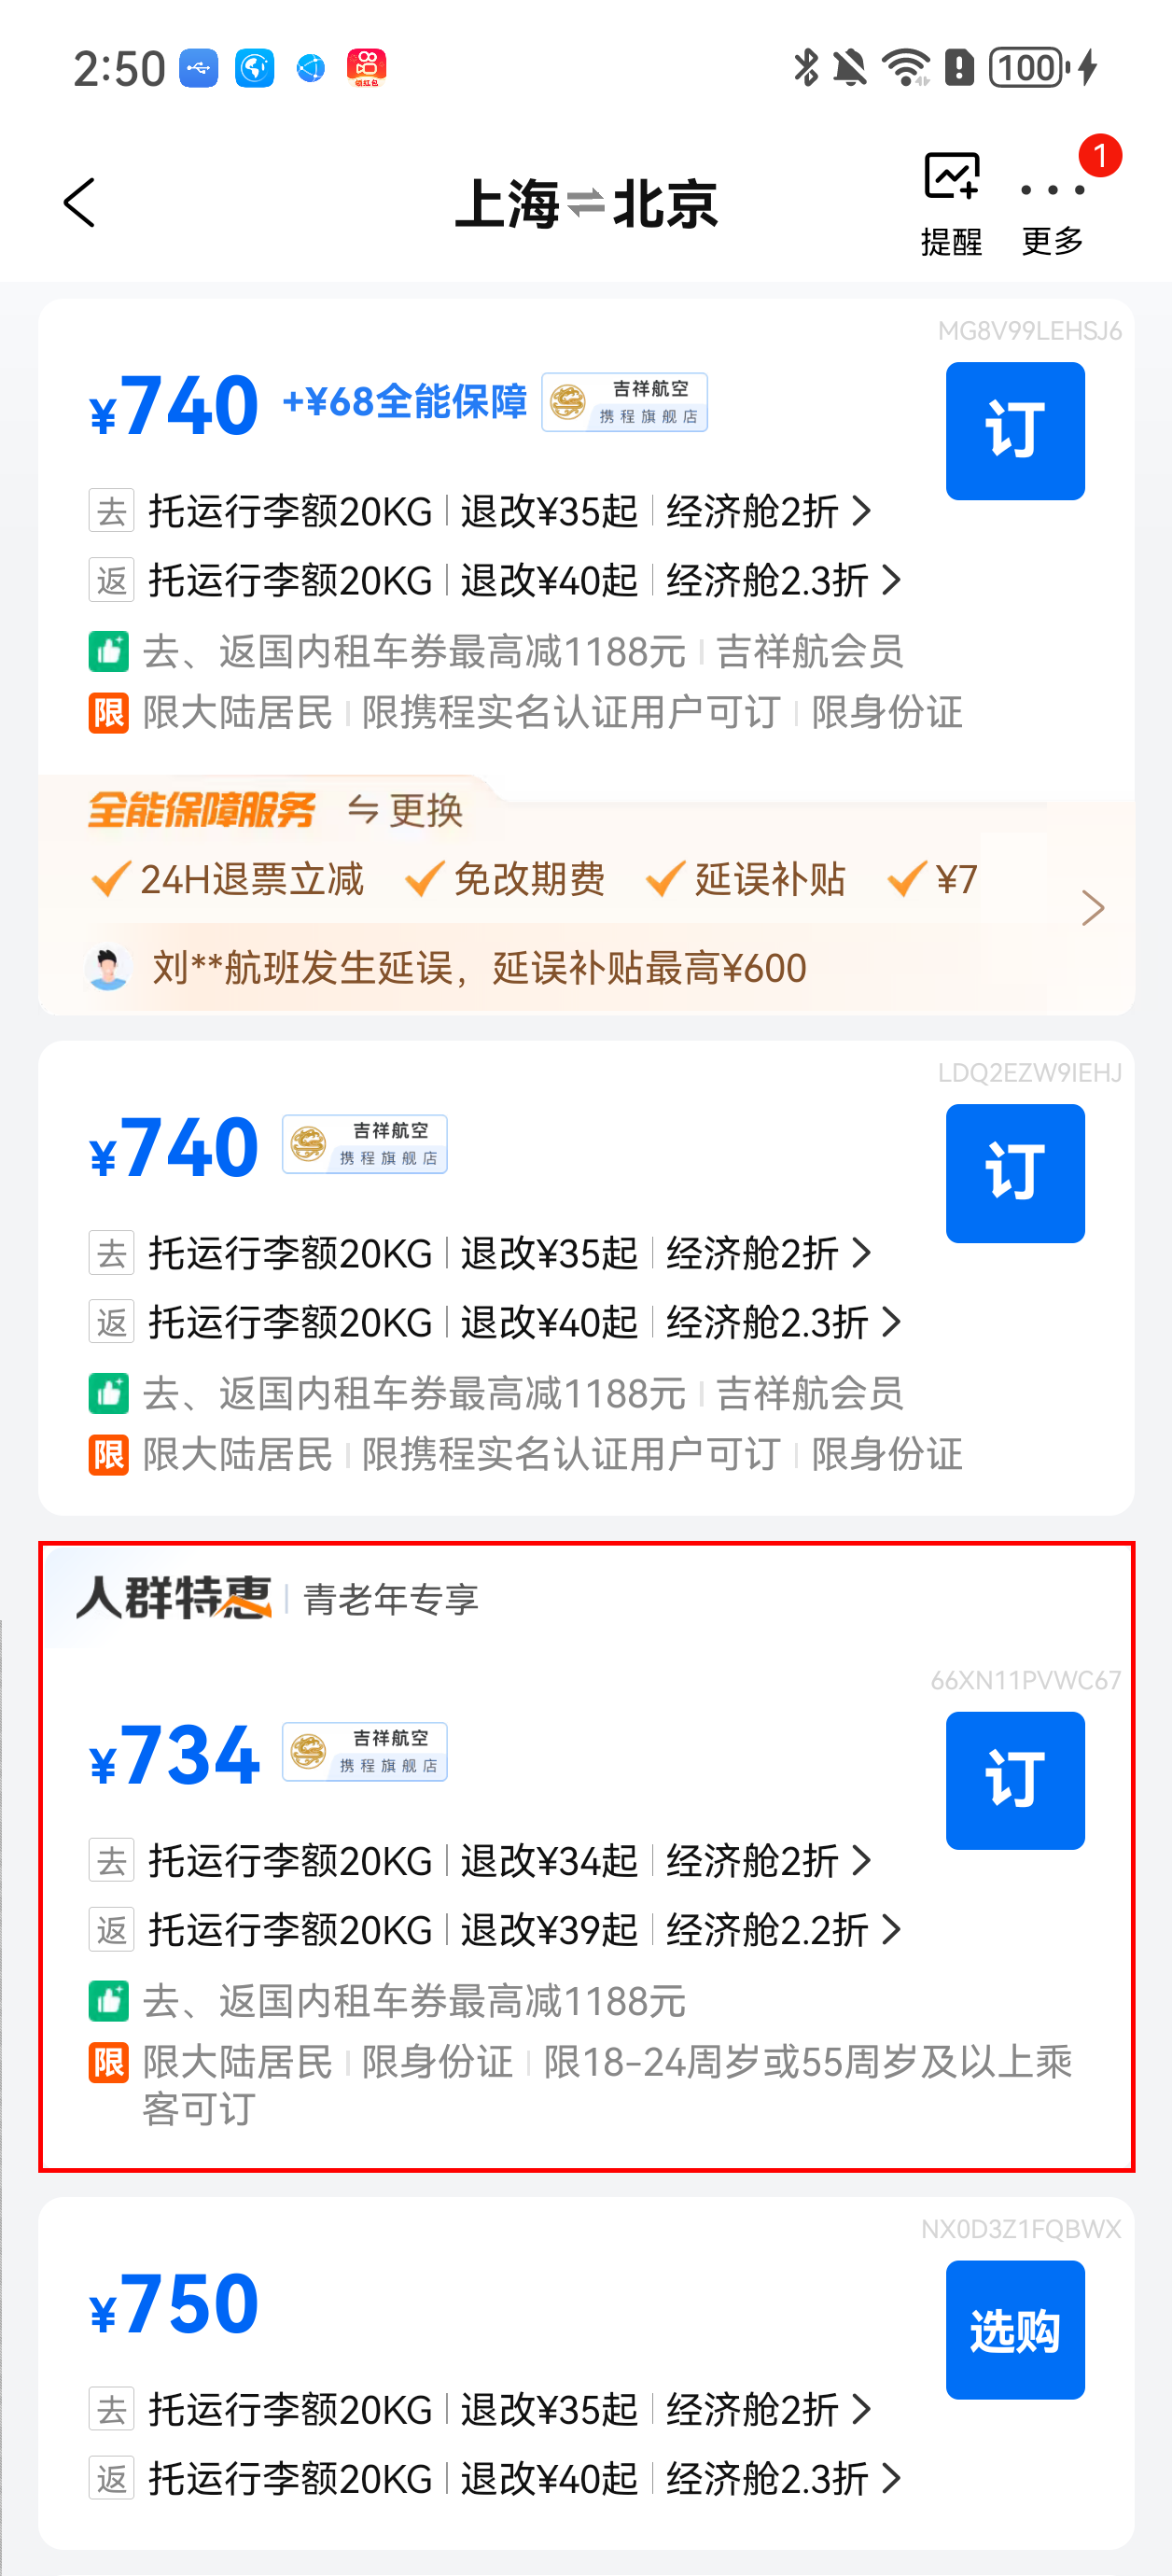 2:50
领红包
100
上海⇌北京
提醒
更多
1
MG8V99LEHSJ6
¥740 +¥68全能保障 吉祥航空 携程旗舰店
订
去 托运行李额20KG | 退改¥35起 | 经济舱2折 >
返 托运行李额20KG | 退改¥40起 | 经济舱2.3折 >
去、返国内租车券最高减1188元 | 吉祥航会员
限 限大陆居民 | 限携程实名认证用户可订 | 限身份证
全能保障服务 ⇋更换
24H退票立减 免改期费 延误补贴 ¥7
刘**航班发生延误，延误补贴最高¥600
LDQ2EZW9IEHJ
¥740 吉祥航空 携程旗舰店
订
去 托运行李额20KG | 退改¥35起 | 经济舱2折 >
返 托运行李额20KG | 退改¥40起 | 经济舱2.3折 >
去、返国内租车券最高减1188元 | 吉祥航会员
限 限大陆居民 | 限携程实名认证用户可订 | 限身份证
人群特惠 | 青老年专享
66XN11PVWC67
¥734 吉祥航空 携程旗舰店
订
去 托运行李额20KG | 退改¥34起 | 经济舱2折 >
返 托运行李额20KG | 退改¥39起 | 经济舱2.2折 >
去、返国内租车券最高减1188元
限 限大陆居民 | 限身份证 | 限18-24周岁或55周岁及以上乘
客可订
NX0D3Z1FQBWX
¥750
选购
去 托运行李额20KG | 退改¥35起 | 经济舱2折 >
返 托运行李额20KG | 退改¥40起 | 经济舱2.3折 >